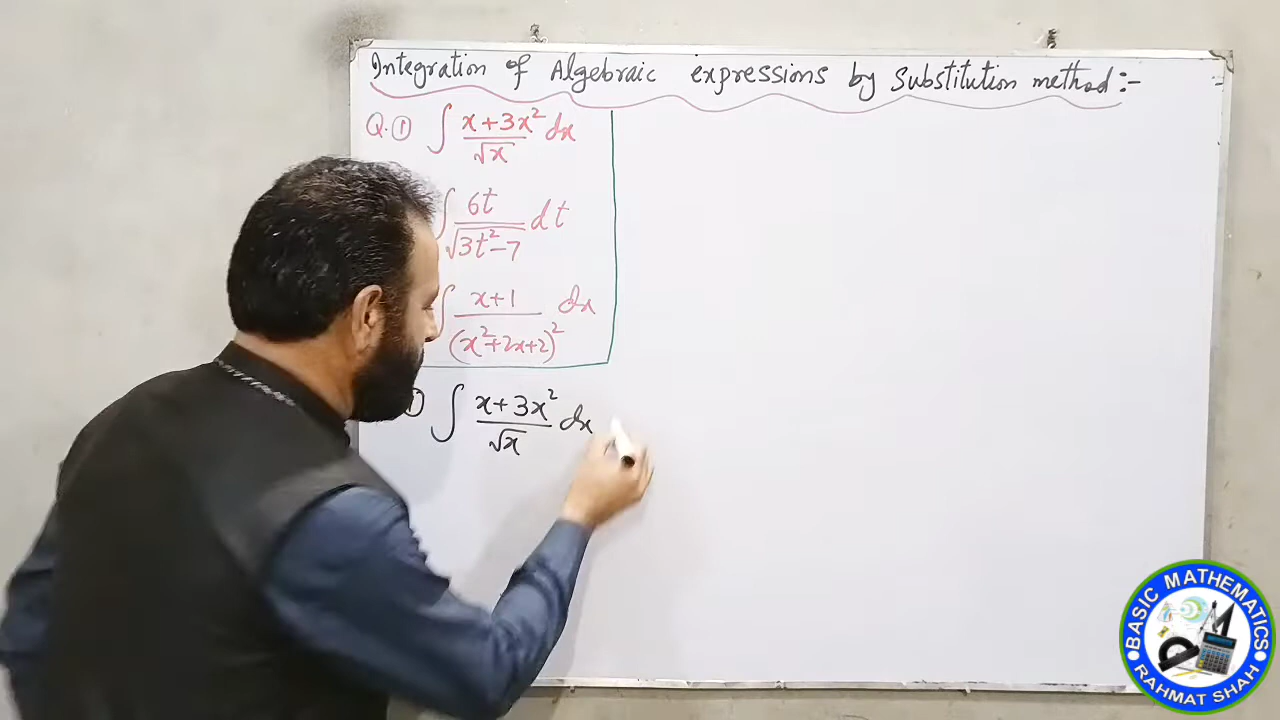 Integration of Algebraic expressions by Substitution method:-
Q.① ∫ (x+3x²)/√x dx
∫ 6t/√(3t²-7) dt
∫ (x+1)/(x²+2x+2)² dx
∫ (x+3x²)/√x dx
BASIC MATHEMATICS
RAHMAT SHAH